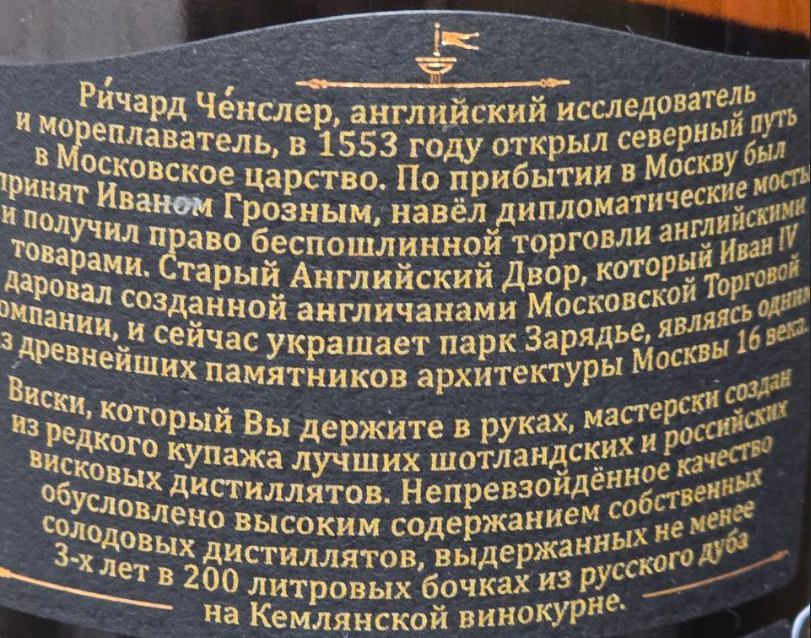 Ри́чард Че́нслер, английский исследователь
и мореплаватель, в 1553 году открыл северный путь
в Московское царство. По прибытии в Москву был
принят Иваном Грозным, навёл дипломатические мосты
и получил право беспошлинной торговли английскими
товарами. Старый Английский Двор, который Иван IV
даровал созданной англичанами Московской Торговой
омпании, и сейчас украшает парк Зарядье, являясь одним
из древнейших памятников архитектуры Москвы 16 века.
Виски, который Вы держите в руках, мастерски создан
из редкого купажа лучших шотландских и российских
висковых дистиллятов. Непревзойдённое качество
обусловлено высоким содержанием собственных
солодовых дистиллятов, выдержанных не менее
3-х лет в 200 литровых бочках из русского дуба
на Кемлянской винокурне.